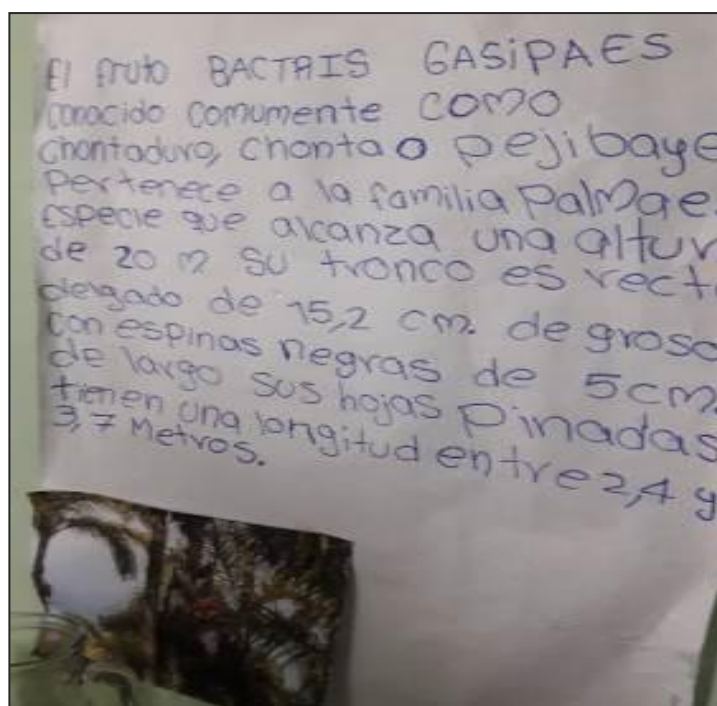 El fruto BACTRIS GASiPAES
conocido comumente como
chontaduro, chonta o pejibaye
Pertenece a la familia Palmae.
especie que alcanza una altur
de 20 m su tronco es rect
delgado de 15,2 cm. de groso
con espinas negras de 5cm.
de largo sus hojas pinadas
tienen una longitud entre 2,4 y
3,7 Metros.